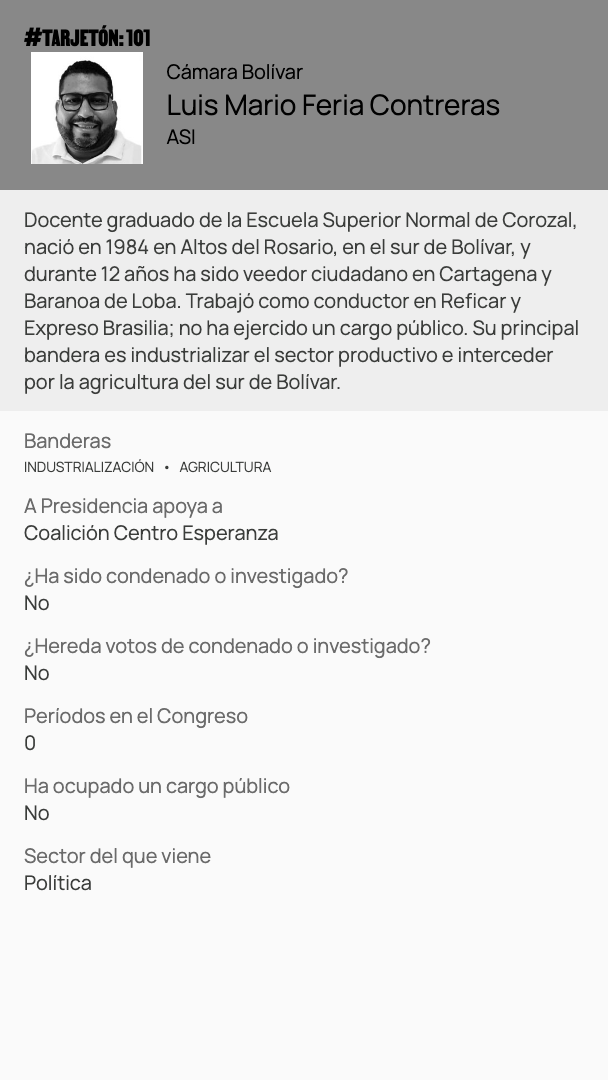 #TARJETÓN: 101
Cámara Bolívar
Luis Mario Feria Contreras
ASI
Docente graduado de la Escuela Superior Normal de Corozal,
nació en 1984 en Altos del Rosario, en el sur de Bolívar, y
durante 12 años ha sido veedor ciudadano en Cartagena y
Baranoa de Loba. Trabajó como conductor en Reficar y
Expreso Brasilia; no ha ejercido un cargo público. Su principal
bandera es industrializar el sector productivo e interceder
por la agricultura del sur de Bolívar.
Banderas
INDUSTRIALIZACIÓN • AGRICULTURA
A Presidencia apoya a
Coalición Centro Esperanza
¿Ha sido condenado o investigado?
No
¿Hereda votos de condenado o investigado?
No
Períodos en el Congreso
0
Ha ocupado un cargo público
No
Sector del que viene
Política